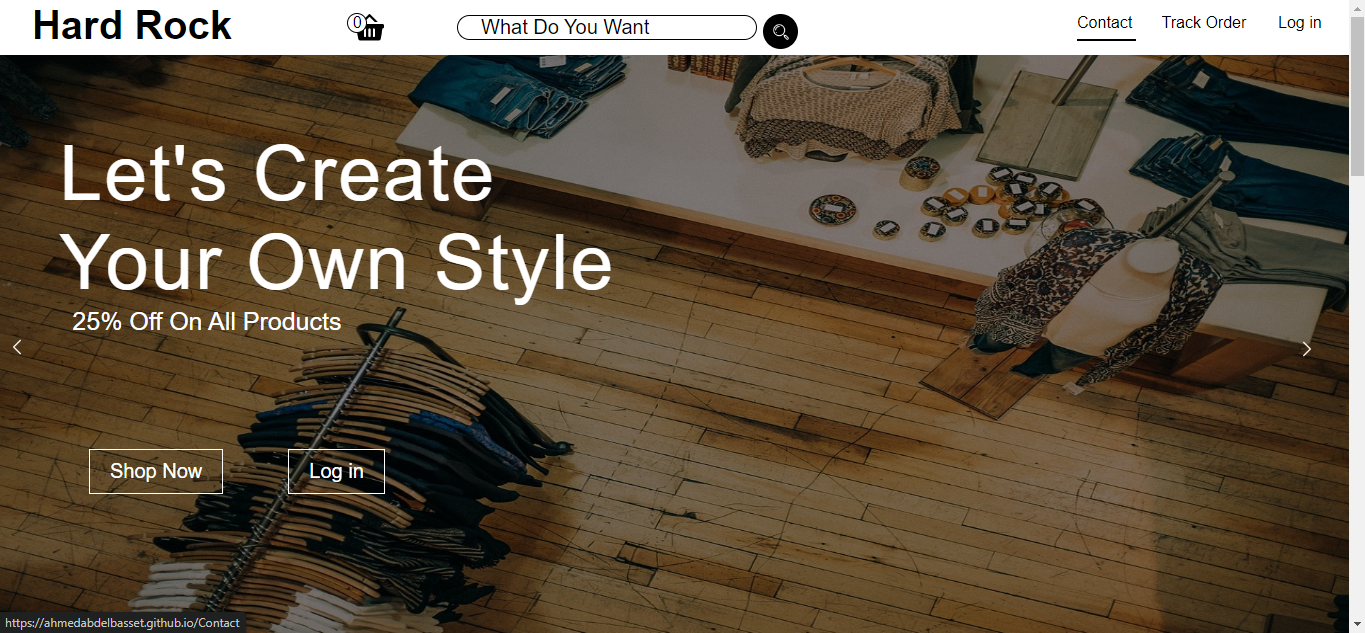 Hard Rock
0
What Do You Want
Contact
Track Order
Log in
Let's Create
Your Own Style
25% Off On All Products
Shop Now
Log in
https://ahmedabdelbasset.github.io/Contact